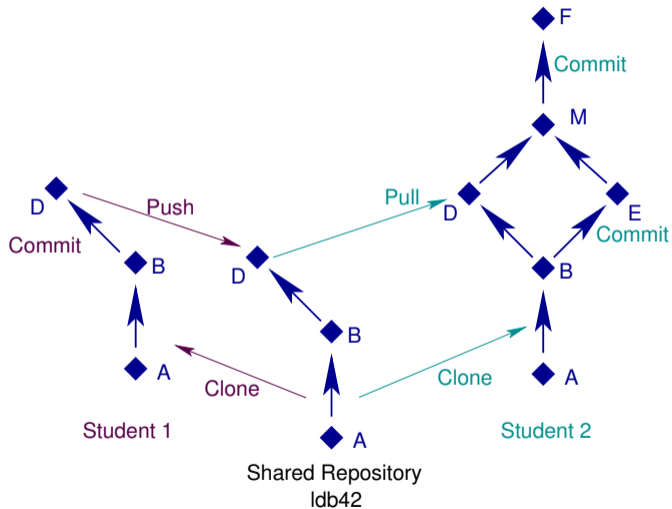 F
Commit
M
D
Push
Pull
D
E
Commit
B
D
Commit
B
B
A
Clone
Clone
A
A
Student 1
Student 2
Shared Repository
ldb42